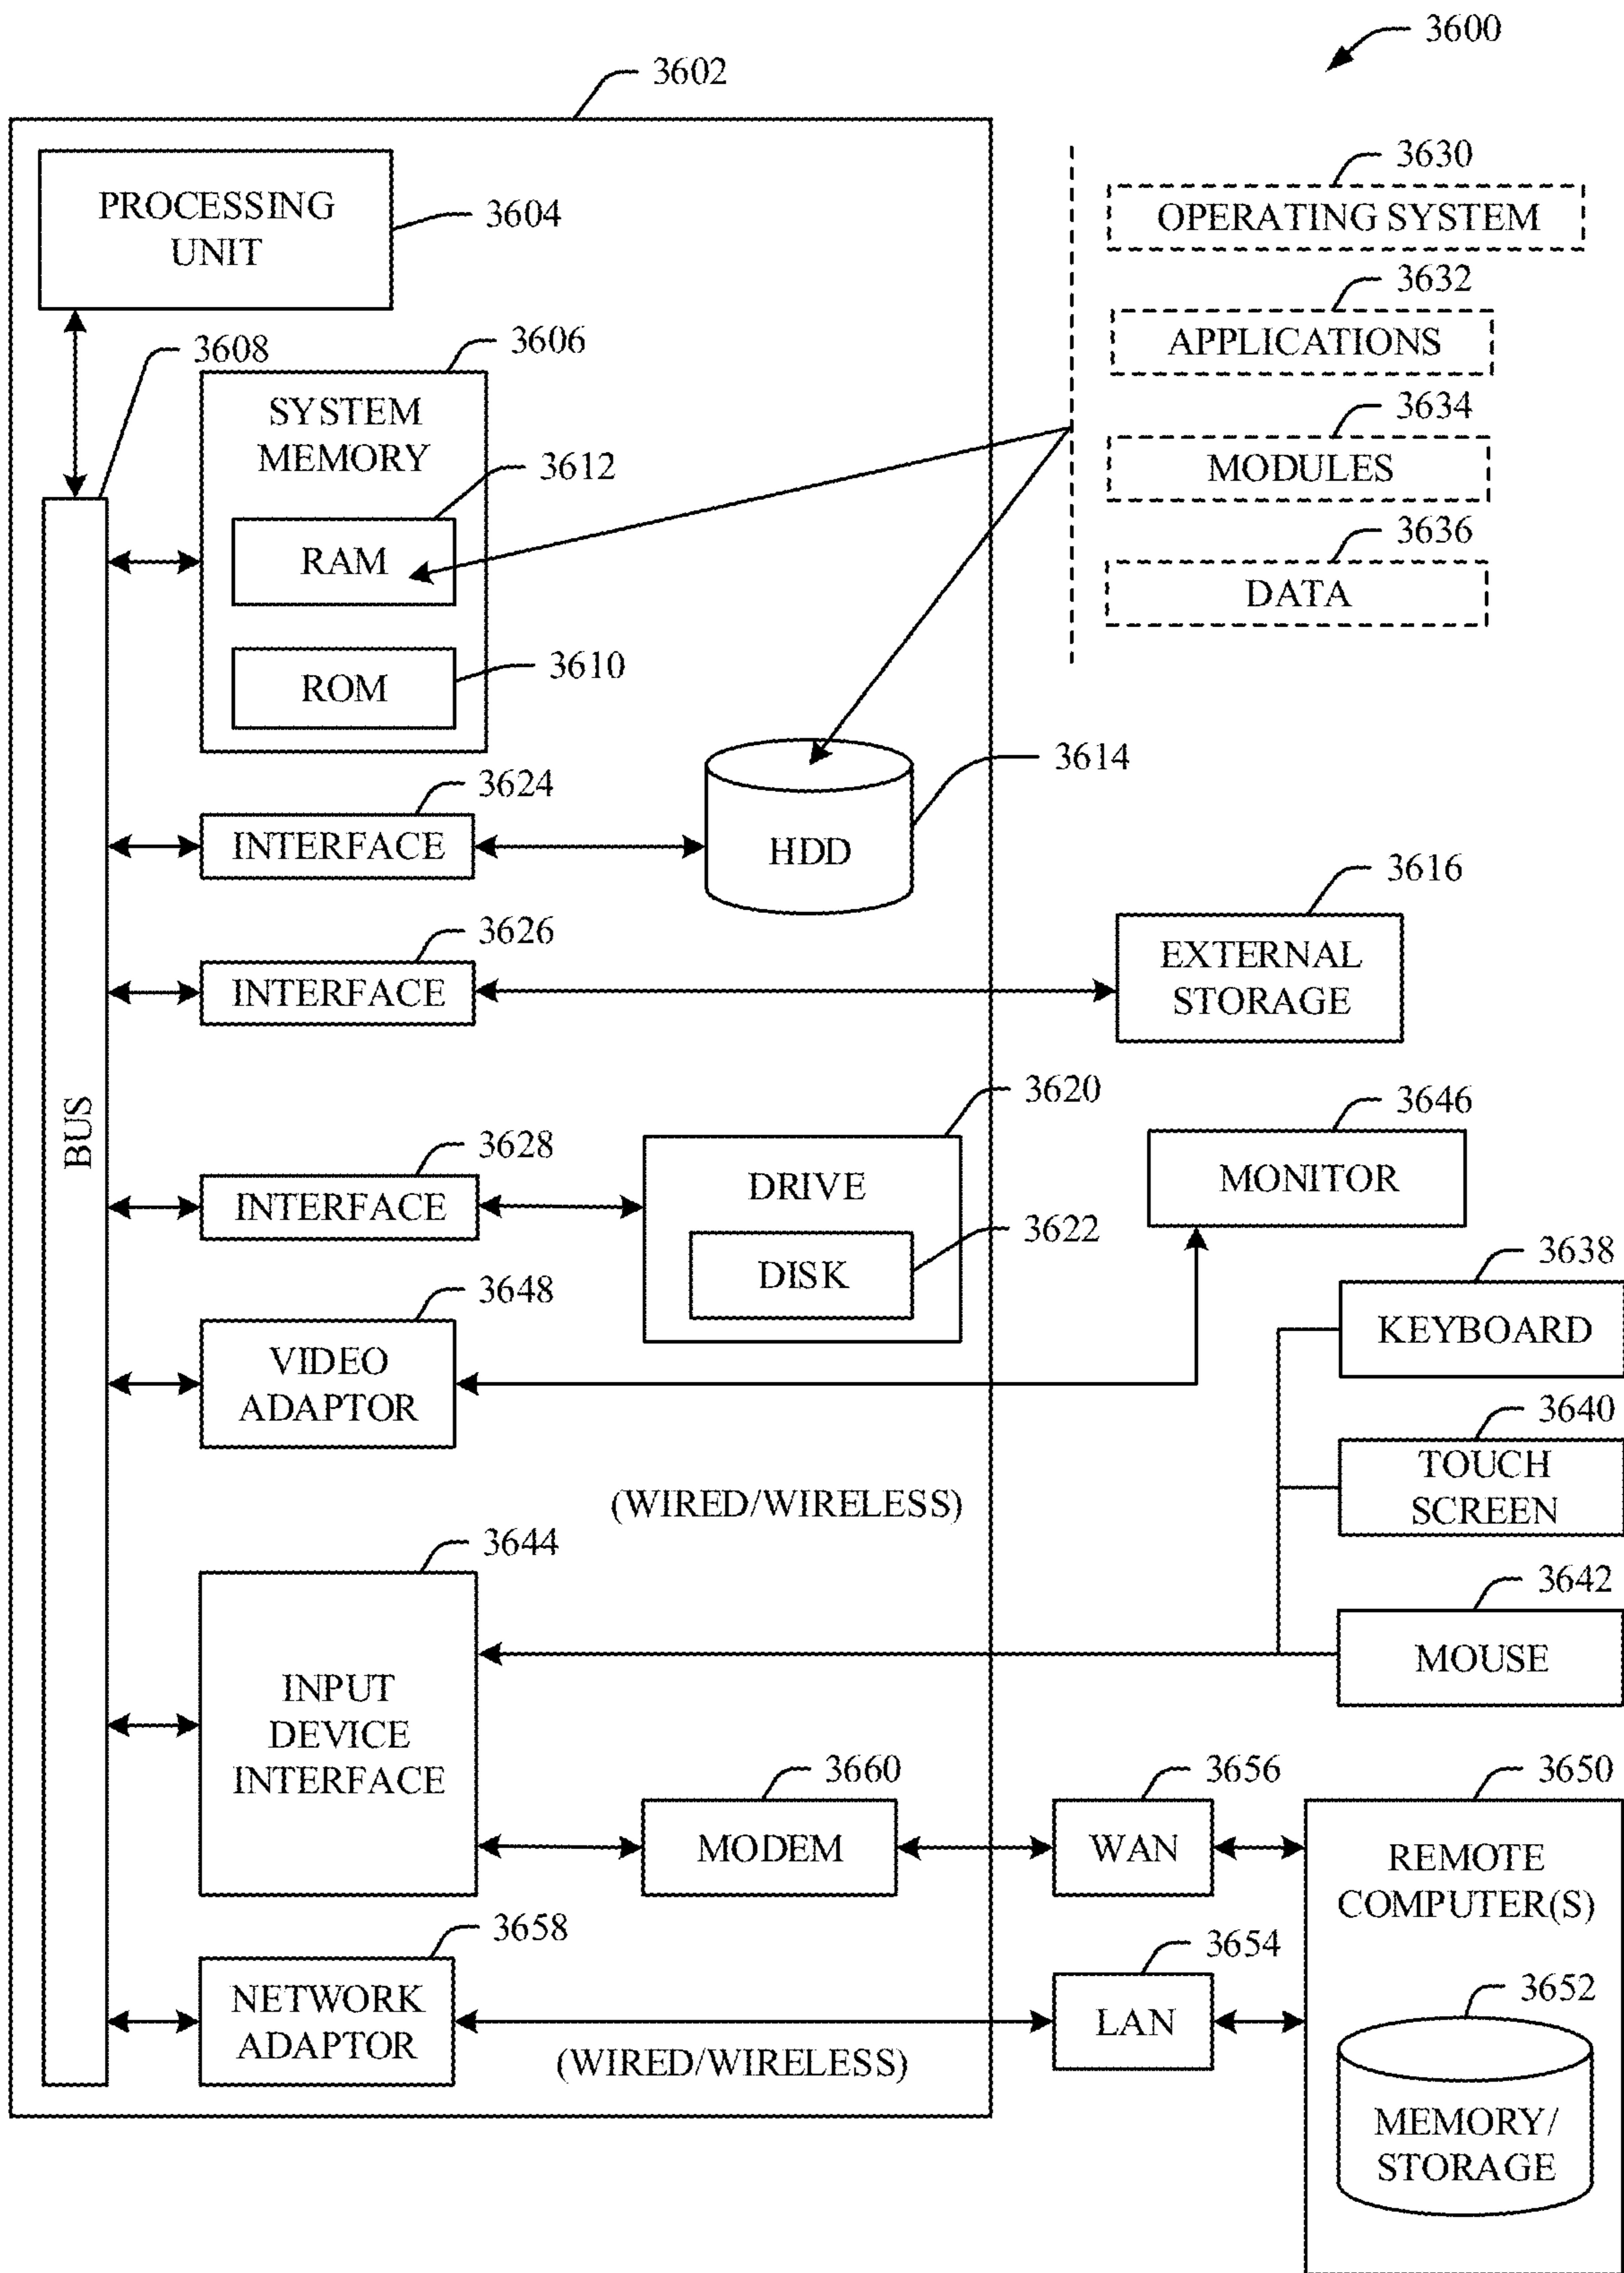 3600
3602
PROCESSING
UNIT
3604
3630
OPERATING SYSTEM
3632
APPLICATIONS
3634
MODULES
3636
DATA
3608
3606
SYSTEM
MEMORY
3612
RAM
3610
ROM
3624
INTERFACE
3614
HDD
3626
INTERFACE
3616
EXTERNAL
STORAGE
BUS
3628
INTERFACE
3620
DRIVE
3622
DISK
3646
MONITOR
3648
VIDEO
ADAPTOR
3638
KEYBOARD
3640
TOUCH
SCREEN
(WIRED/WIRELESS)
3642
MOUSE
3644
INPUT
DEVICE
INTERFACE
3660
MODEM
3656
WAN
3650
REMOTE
COMPUTER(S)
3658
NETWORK
ADAPTOR
(WIRED/WIRELESS)
3654
LAN
3652
MEMORY/
STORAGE